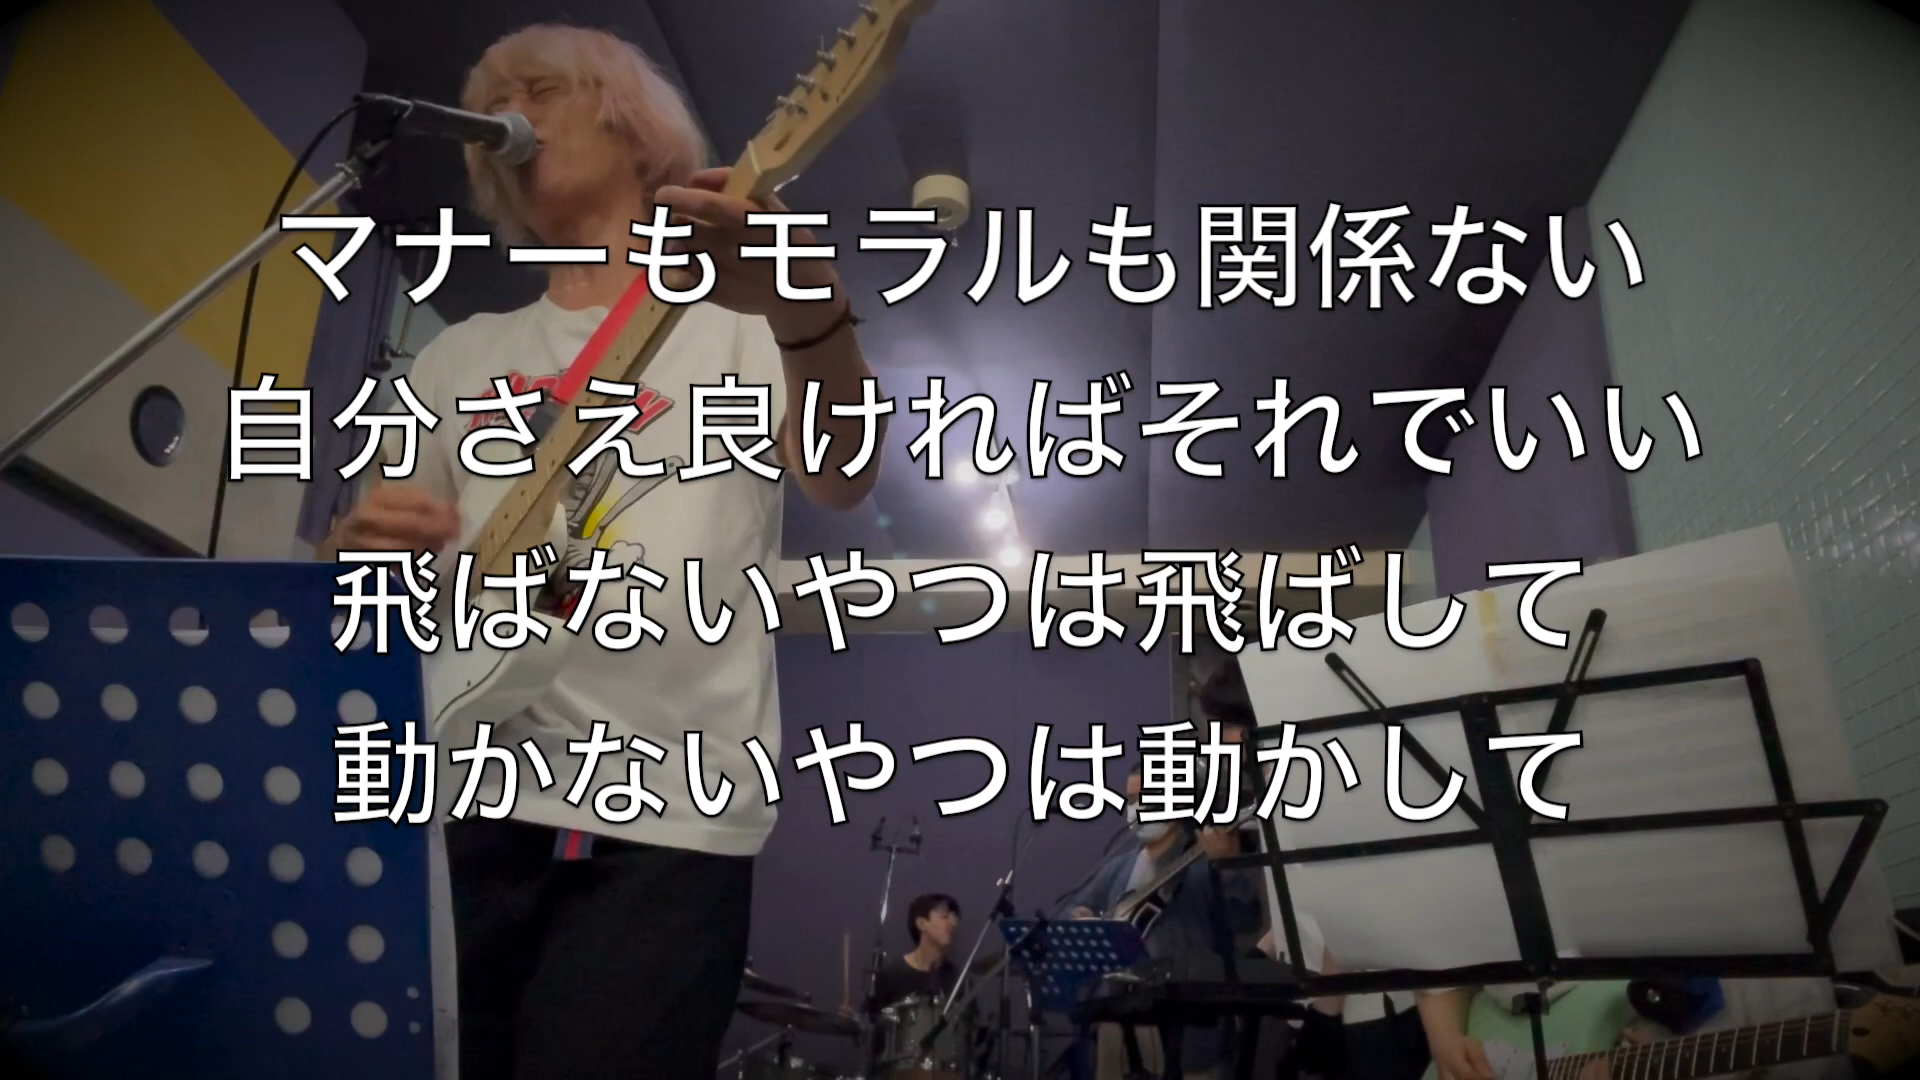 マナーもモラルも関係ない
自分さえ良ければそれでいい
飛ばないやつは飛ばして
動かないやつは動かして